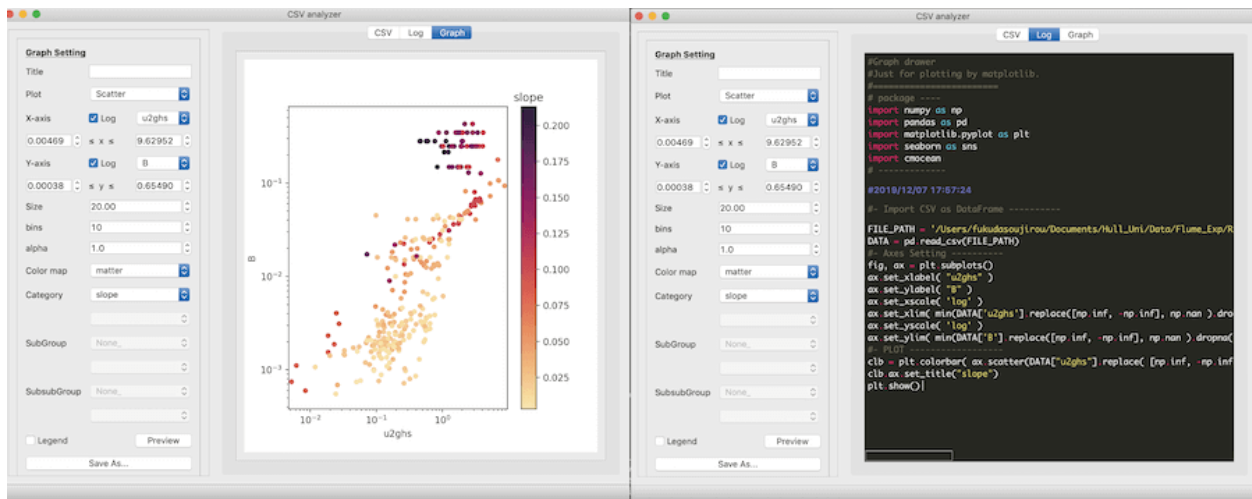 CSV analyzer
CSV Log Graph
Graph Setting
Title
Plot Scatter
X-axis Log u2ghs
0.00469 ≤ x ≤ 9.62952
Y-axis Log B
0.00038 ≤ y ≤ 0.65490
Size 20.00
bins 10
alpha 1.0
Color map matter
Category slope
SubGroup None_
SubsubGroup None_
Legend Preview
Save As...
slope
0.200
0.175
0.150
0.125
0.100
0.075
0.050
0.025
10⁻¹
10⁻²
10⁻³
B
10⁻² 10⁻¹ 10⁰
u2ghs
CSV analyzer
CSV Log Graph
Graph Setting
Title
Plot Scatter
X-axis Log u2ghs
0.00469 ≤ x ≤ 9.62952
Y-axis Log B
0.00038 ≤ y ≤ 0.65490
Size 20.00
bins 10
alpha 1.0
Color map matter
Category slope
SubGroup None_
SubsubGroup None_
Legend Preview
Save As...
#Graph drawer
#Just for plotting by matplotlib.
#========================
# package ----
import numpy as np
import pandas as pd
import matplotlib.pyplot as plt
import seaborn as sns
import cmocean
# -------------
#2019/12/07 17:57:24
#- Import CSV as DataFrame ----------
FILE_PATH = '/Users/fukudasoujirou/Documents/Hull_Uni/Data/Flume_Exp/R
DATA = pd.read_csv(FILE_PATH)
#- Axes Setting ----------
fig, ax = plt.subplots()
ax.set_xlabel( "u2ghs" )
ax.set_ylabel( "B" )
ax.set_xscale( 'log' )
ax.set_xlim( min(DATA['u2ghs'].replace([np.inf, -np.inf], np.nan ).dro
ax.set_yscale( 'log' )
ax.set_ylim( min(DATA['B'].replace([np.inf, -np.inf], np.nan ).dropna(
#- PLOT ------------------
clb = plt.colorbar( ax.scatter(DATA["u2ghs"].replace( [np.inf, -np.inf
clb.ax.set_title("slope")
plt.show()